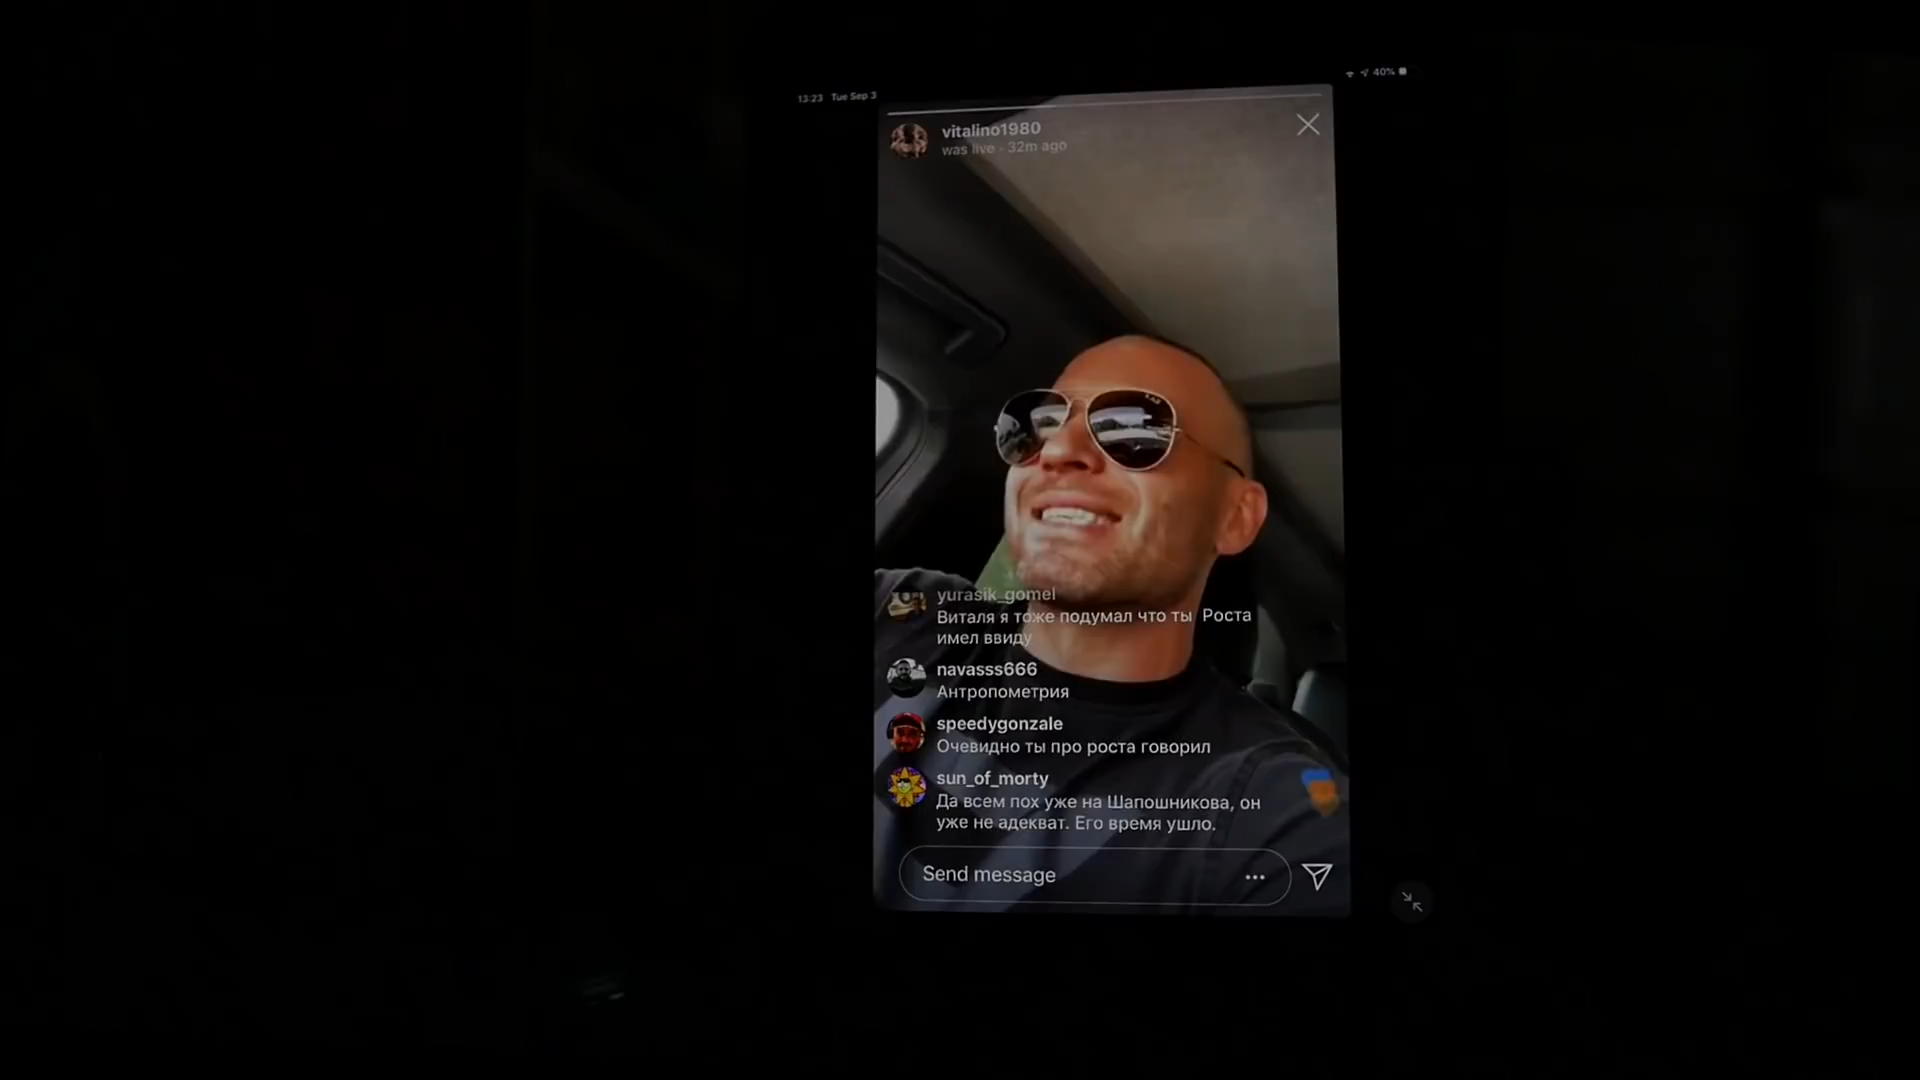 13:23 Tue Sep 3
40%
vitalino1980
was live - 32m ago
yurasik_gomel
Виталя я тоже подумал что ты Роста
имел ввиду
navasss666
Антропометрия
speedygonzale
Очевидно ты про роста говорил
sun_of_morty
Да всем пох уже на Шапошникова, он
уже не адекват. Его время ушло.
Send message